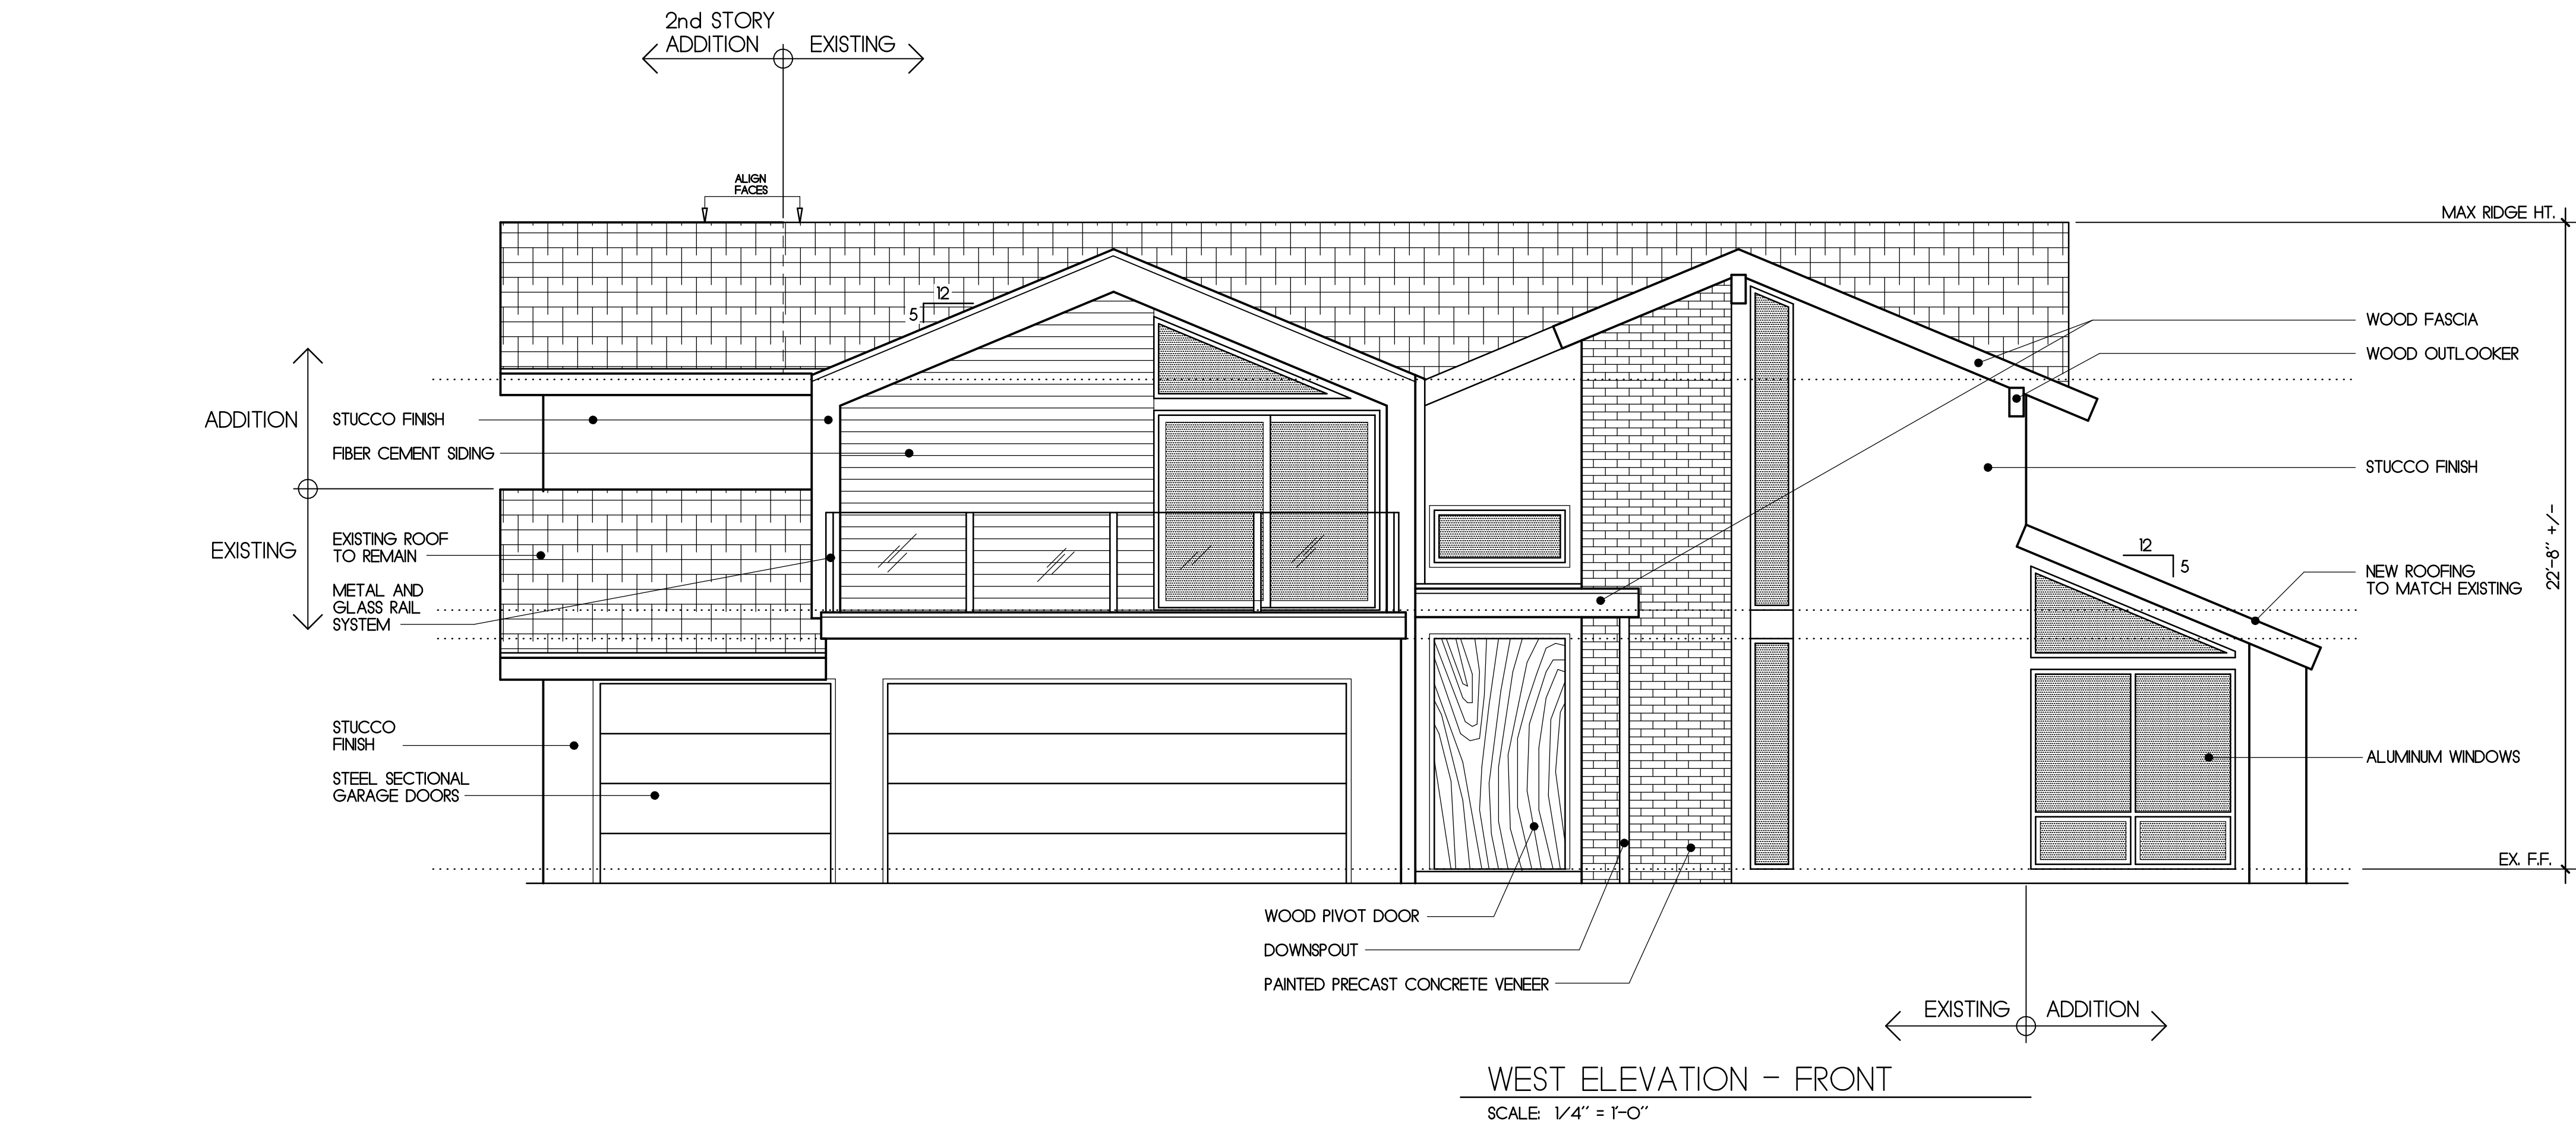 2nd STORY
ADDITION
EXISTING
ALIGN
FACES
MAX RIDGE HT.
12
5
WOOD FASCIA
WOOD OUTLOOKER
ADDITION
STUCCO FINISH
FIBER CEMENT SIDING
STUCCO FINISH
EXISTING
EXISTING ROOF
TO REMAIN
METAL AND
GLASS RAIL
SYSTEM
12
5
NEW ROOFING
TO MATCH EXISTING
22'-8" +/-
STUCCO
FINISH
STEEL SECTIONAL
GARAGE DOORS
ALUMINUM WINDOWS
EX. F.F.
WOOD PIVOT DOOR
DOWNSPOUT
PAINTED PRECAST CONCRETE VENEER
EXISTING
ADDITION
WEST ELEVATION - FRONT
SCALE: 1/4" = 1'-0"